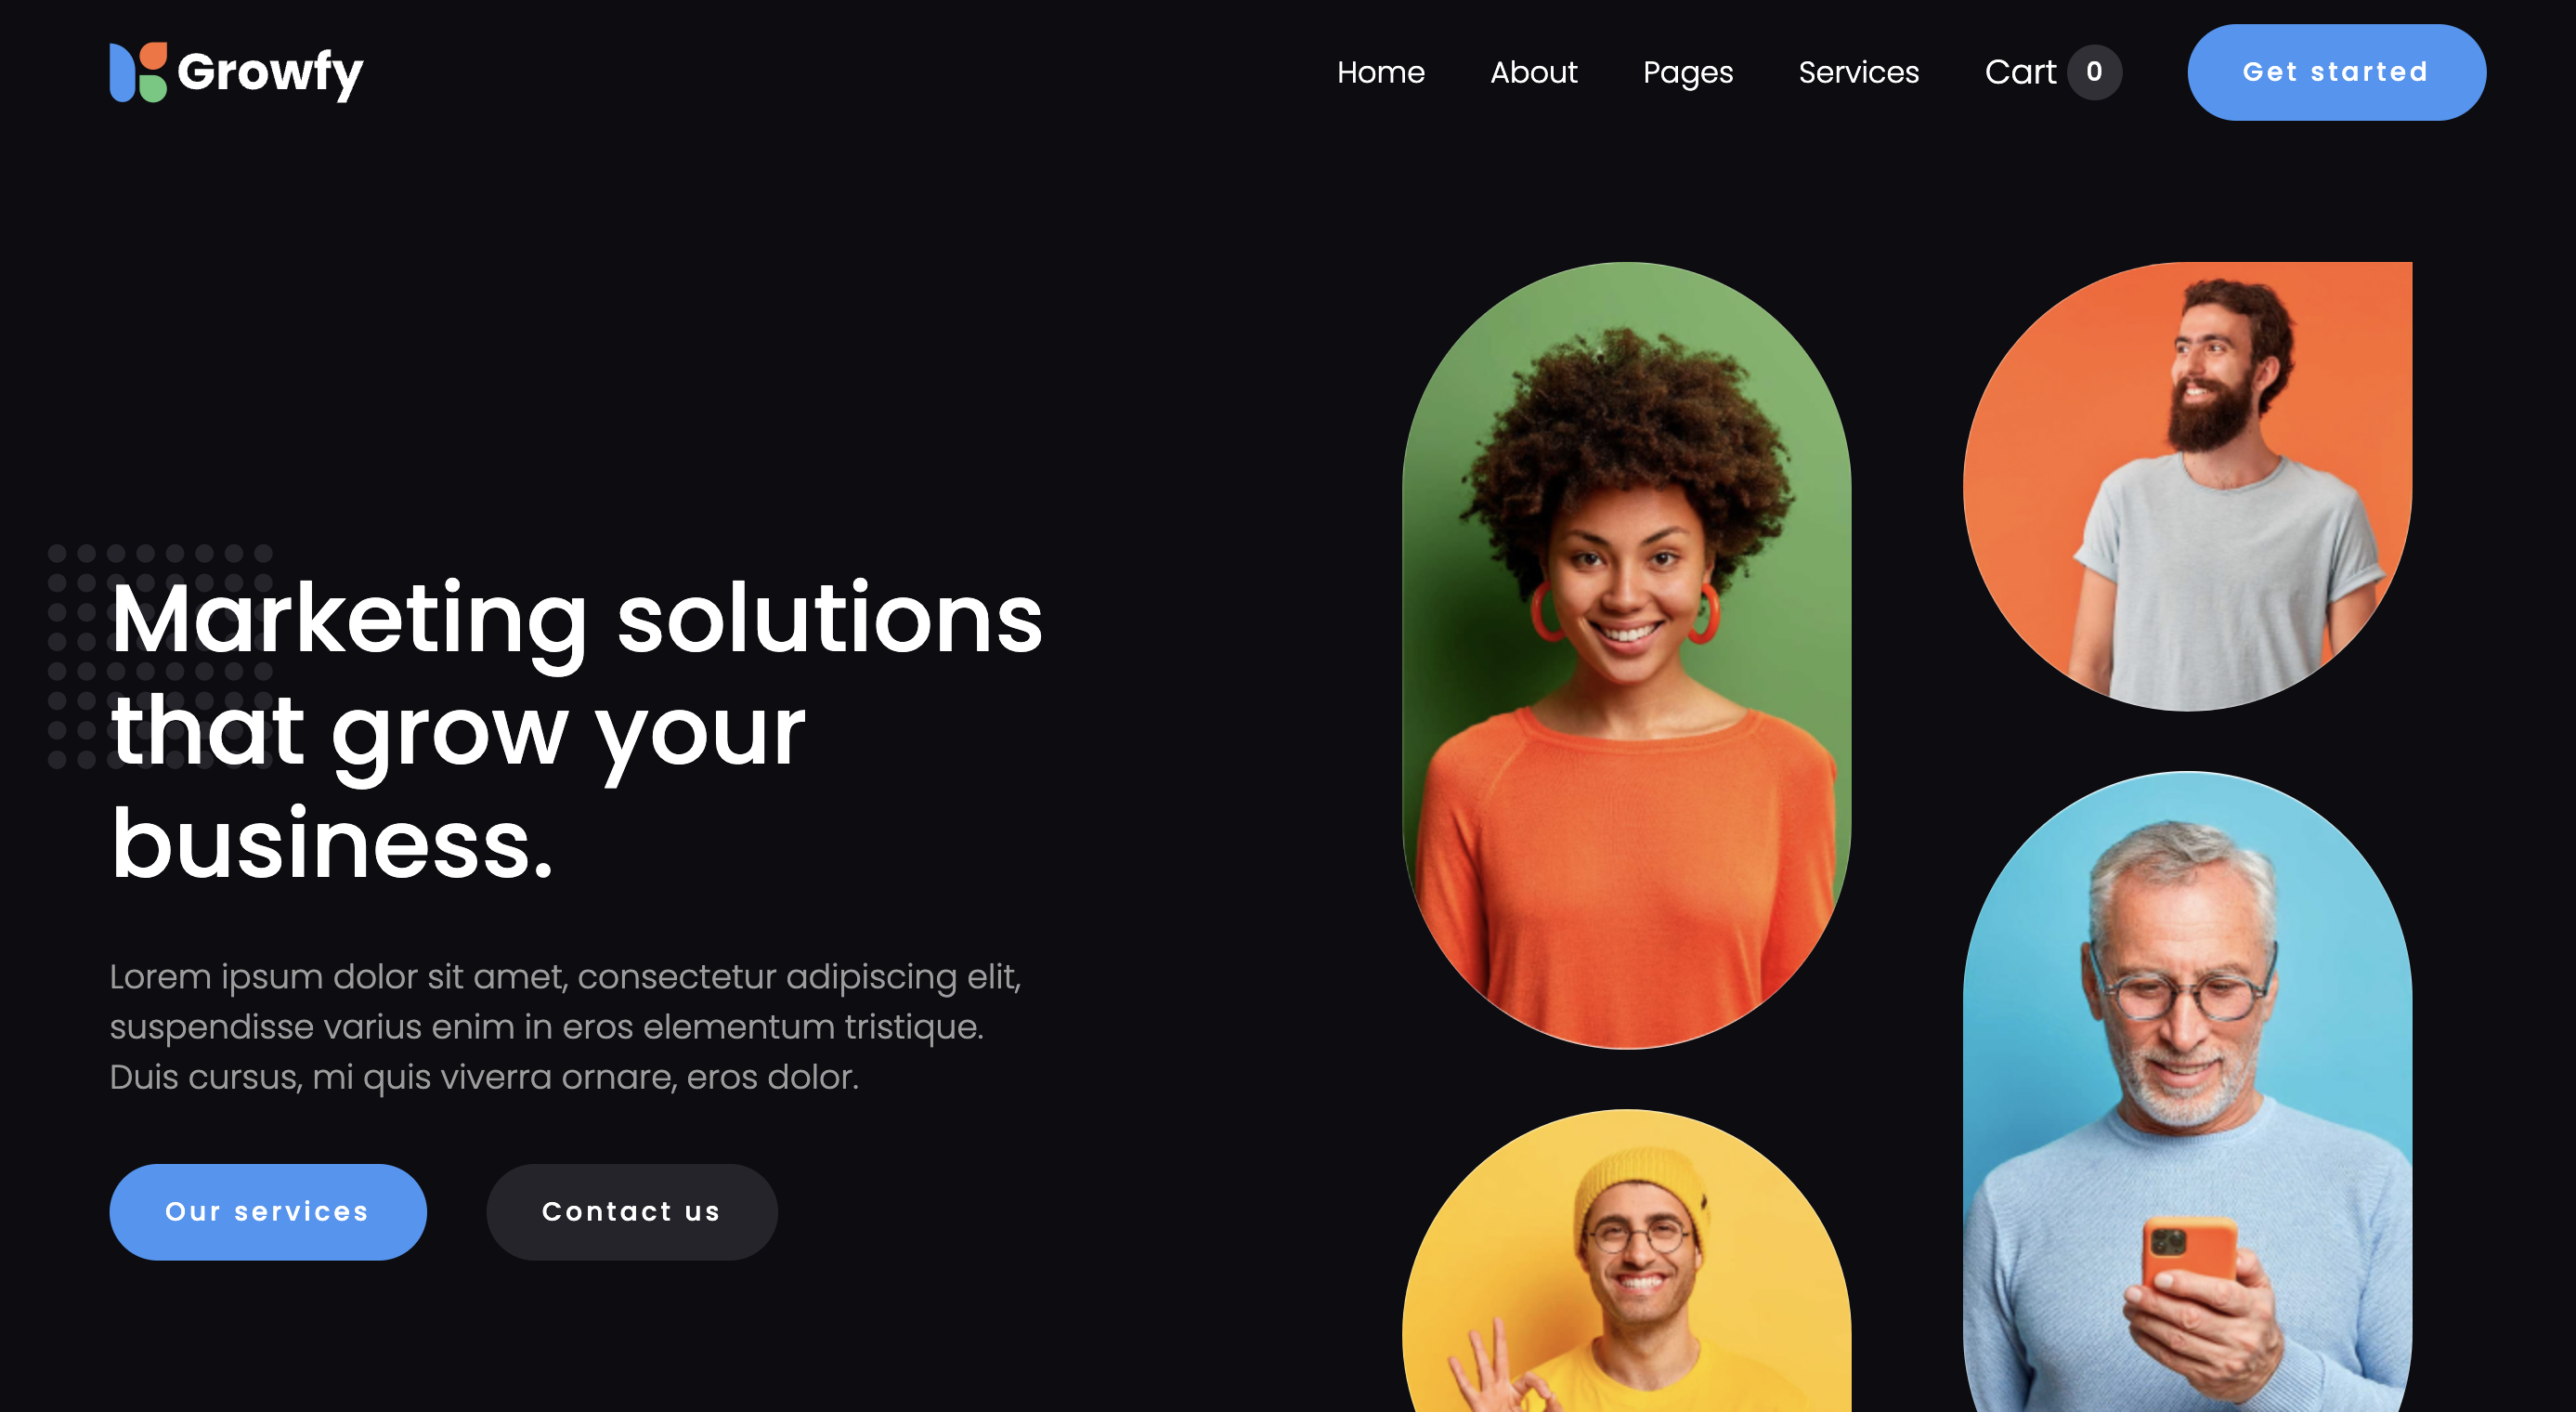 Growfy
Home About Pages Services Cart 0 Get started
Marketing solutions
that grow your
business.
Lorem ipsum dolor sit amet, consectetur adipiscing elit,
suspendisse varius enim in eros elementum tristique.
Duis cursus, mi quis viverra ornare, eros dolor.
Our services Contact us